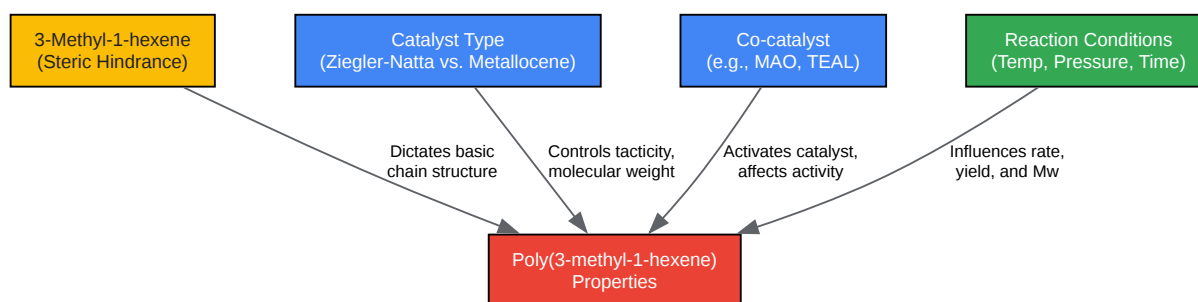 3-Methyl-1-hexene
(Steric Hindrance)
Catalyst Type
(Ziegler-Natta vs. Metallocene)
Co-catalyst
(e.g., MAO, TEAL)
Reaction Conditions
(Temp, Pressure, Time)
Dictates basic
chain structure
Controls tacticity,
molecular weight
Activates catalyst,
affects activity
Influences rate,
yield, and Mw
Poly(3-methyl-1-hexene)
Properties